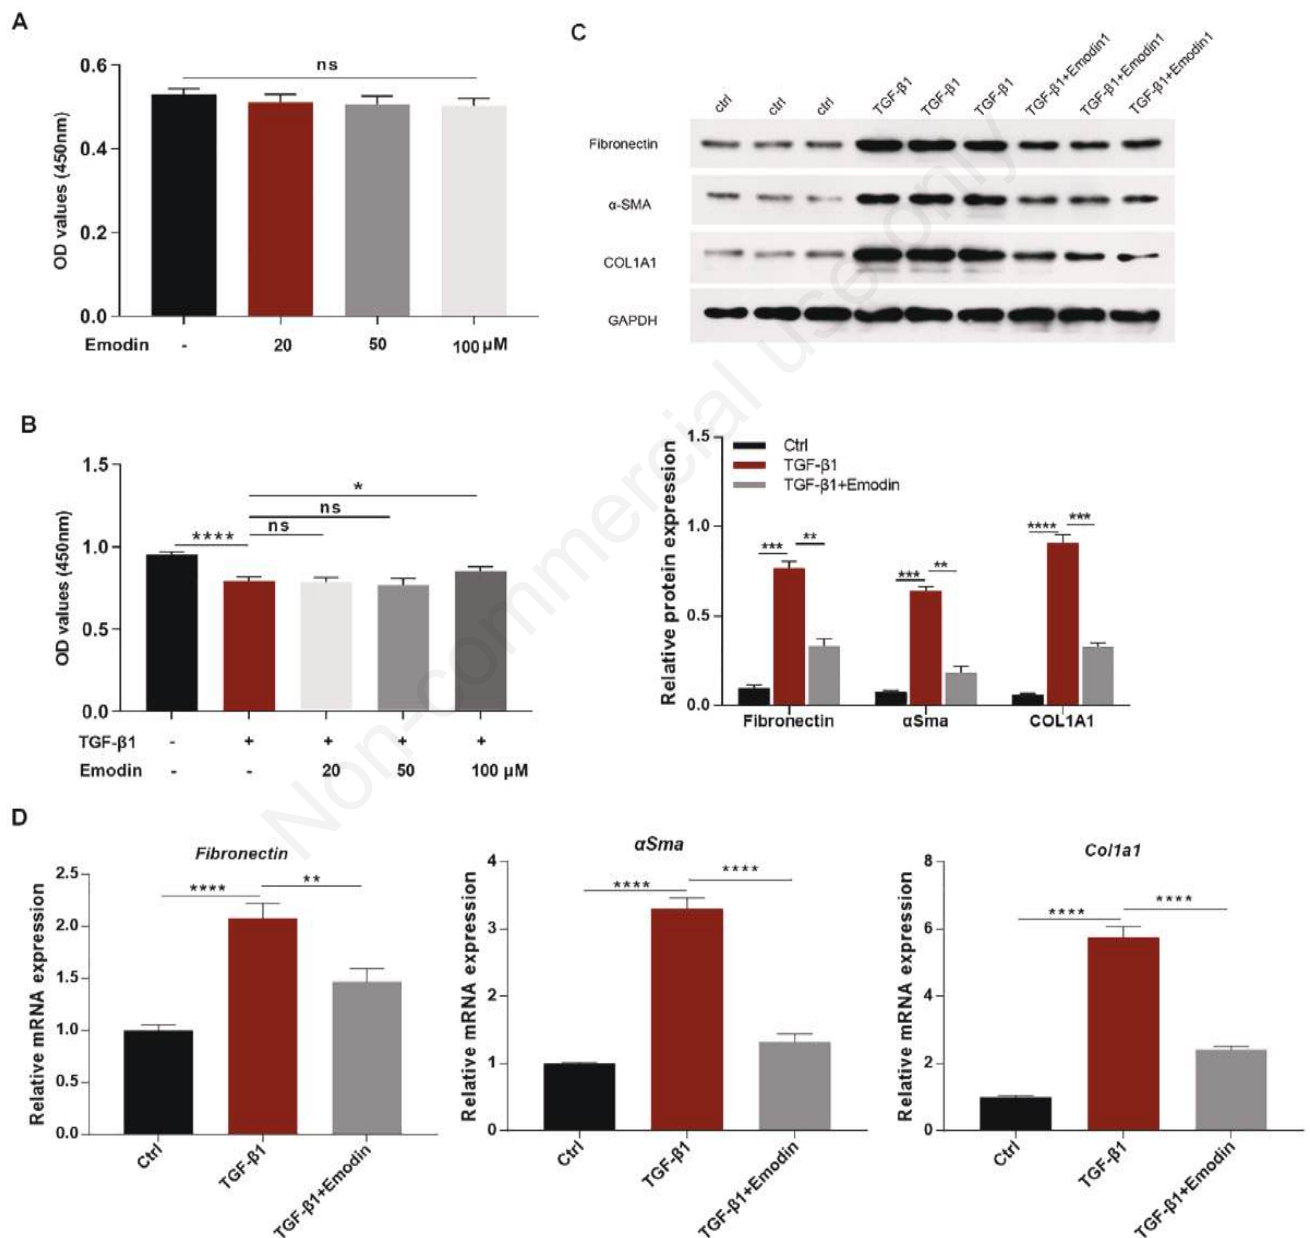 A
0.6
0.4
0.2
0.0
OD values (450nm)
ns
Emodin - 20 50 100 μM
B
1.5
1.0
0.5
0.0
OD values (450nm)
*
ns
ns
****
TGF-β1 - + + + +
Emodin - - 20 50 100 μM
C
ctrl ctrl ctrl TGF-β1 TGF-β1 TGF-β1 TGF-β1+Emodin1 TGF-β1+Emodin1 TGF-β1+Emodin1
Fibronectin
α-SMA
COL1A1
GAPDH
1.5
1.0
0.5
0.0
Relative protein expression
Ctrl
TGF-β1
TGF-β1+Emodin
*** **
*** **
**** ***
Fibronectin αSma COL1A1
D
Fibronectin
2.5
2.0
1.5
1.0
0.5
0.0
Relative mRNA expression
**** **
Ctrl TGF-β1 TGF-β1+Emodin
αSma
4
3
2
1
0
Relative mRNA expression
**** ****
Ctrl TGF-β1 TGF-β1+Emodin
Col1a1
8
6
4
2
0
Relative mRNA expression
**** ****
Ctrl TGF-β1 TGF-β1+Emodin
Non-commercial use only